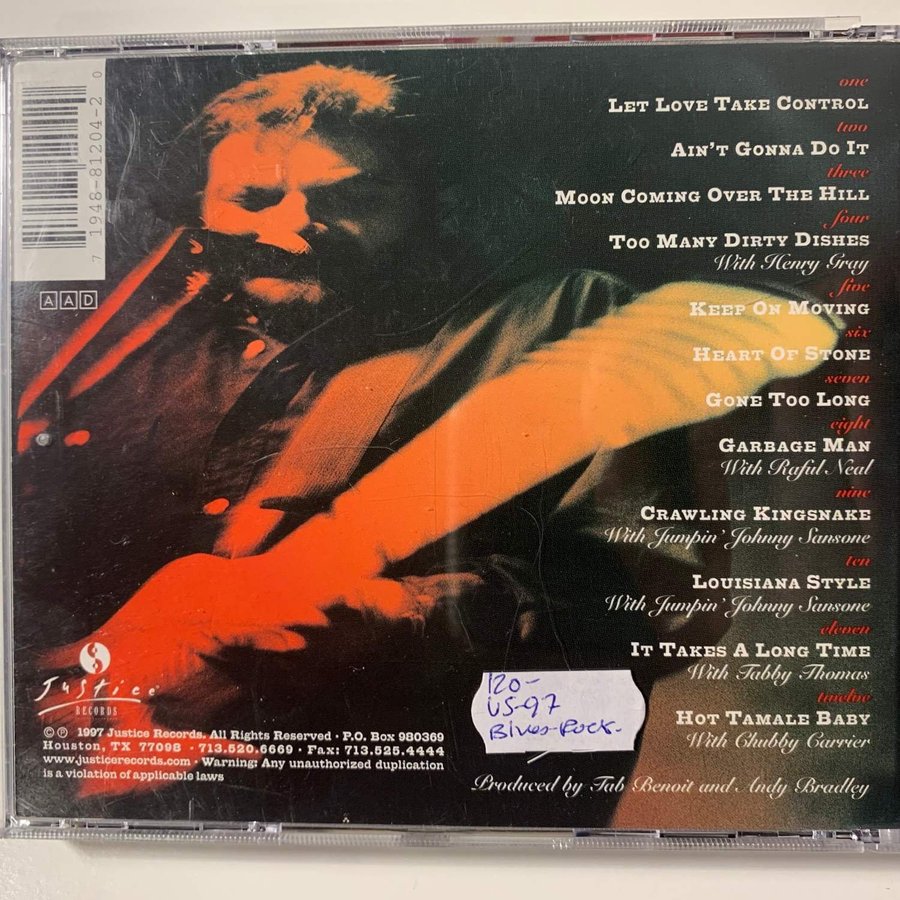 7 1948-81204-2 0
AAD
one
LET LOVE TAKE CONTROL
two
AIN'T GONNA DO IT
three
MOON COMING OVER THE HILL
four
TOO MANY DIRTY DISHES
With Henry Gray
five
KEEP ON MOVING
six
HEART OF STONE
seven
GONE TOO LONG
eight
GARBAGE MAN
With Raful Neal
nine
CRAWLING KINGSNAKE
With Jumpin' Johnny Sansone
ten
LOUISIANA STYLE
With Jumpin' Johnny Sansone
eleven
IT TAKES A LONG TIME
With Tabby Thomas
twelve
HOT TAMALE BABY
With Chubby Carrier
Produced by Tab Benoit and Andy Bradley
Justice
RECORDS
©℗ 1997 Justice Records. All Rights Reserved · P.O. Box 980369
Houston, TX 77098 · 713.520.6669 · Fax: 713.525.4444
www.justicerecords.com · Warning: Any unauthorized duplication
is a violation of applicable laws
120-
US-97
Blues-Rock.